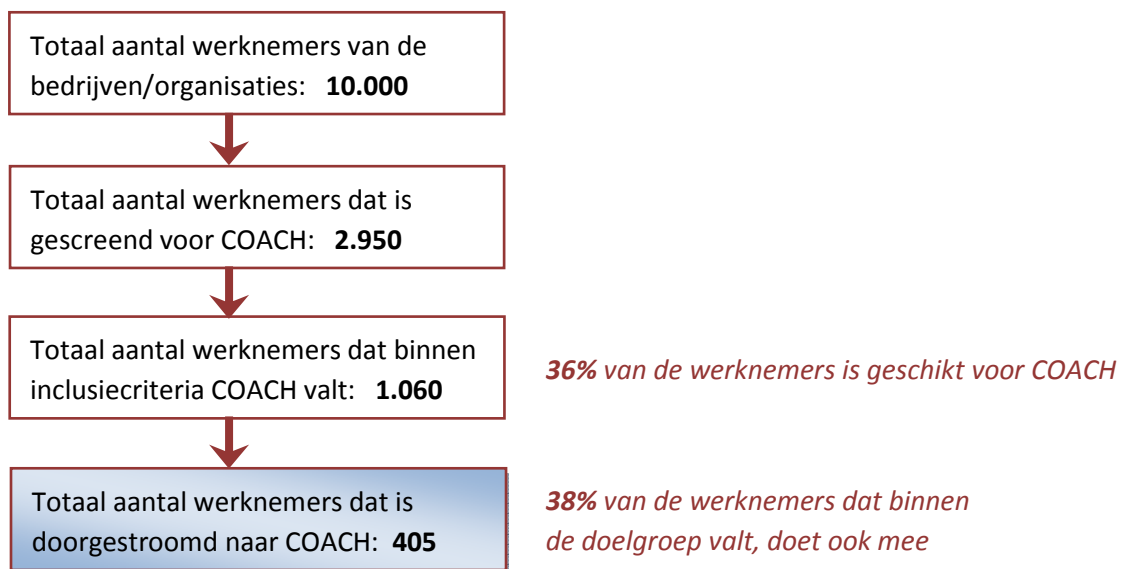 Totaal aantal werknemers van de
bedrijven/organisaties: 10.000
Totaal aantal werknemers dat is
gescreend voor COACH: 2.950
Totaal aantal werknemers dat binnen
inclusiecriteria COACH valt: 1.060
36% van de werknemers is geschikt voor COACH
Totaal aantal werknemers dat is
doorgestroomd naar COACH: 405
38% van de werknemers dat binnen
de doelgroep valt, doet ook mee